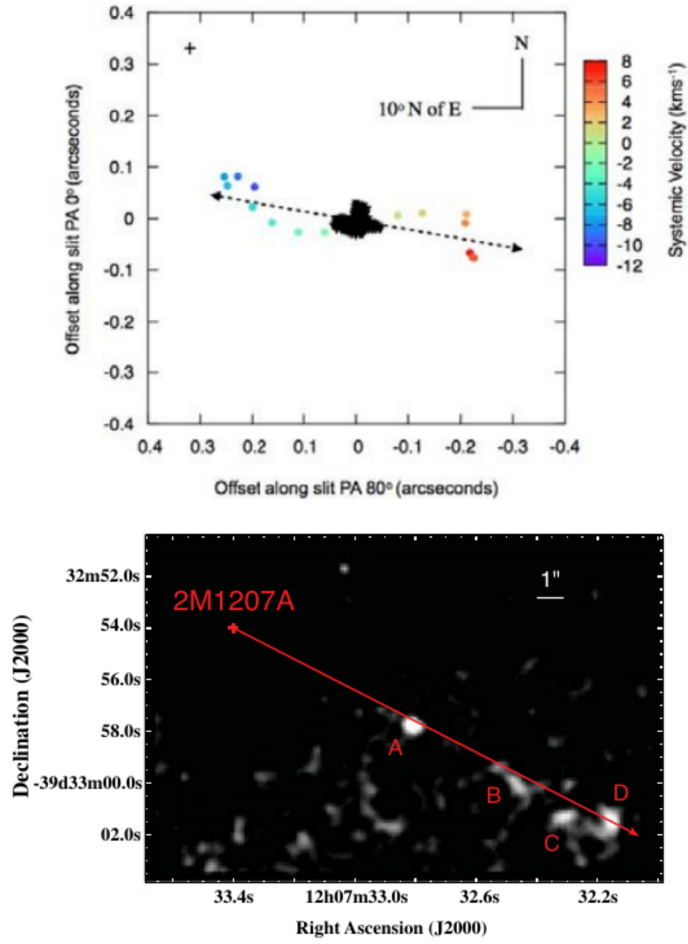 0.4
0.3
0.2
0.1
0
-0.1
-0.2
-0.3
-0.4
Offset along slit PA 0º (arcseconds)
+
N
10º N of E
8
6
4
2
0
-2
-4
-6
-8
-10
-12
Systemic Velocity (kms⁻¹)
0.4 0.3 0.2 0.1 0 -0.1 -0.2 -0.3 -0.4
Offset along slit PA 80º (arcseconds)
32m52.0s
54.0s
56.0s
58.0s
-39d33m00.0s
02.0s
Declination (J2000)
1"
2M1207A
A
B
C
D
33.4s 12h07m33.0s 32.6s 32.2s
Right Ascension (J2000)